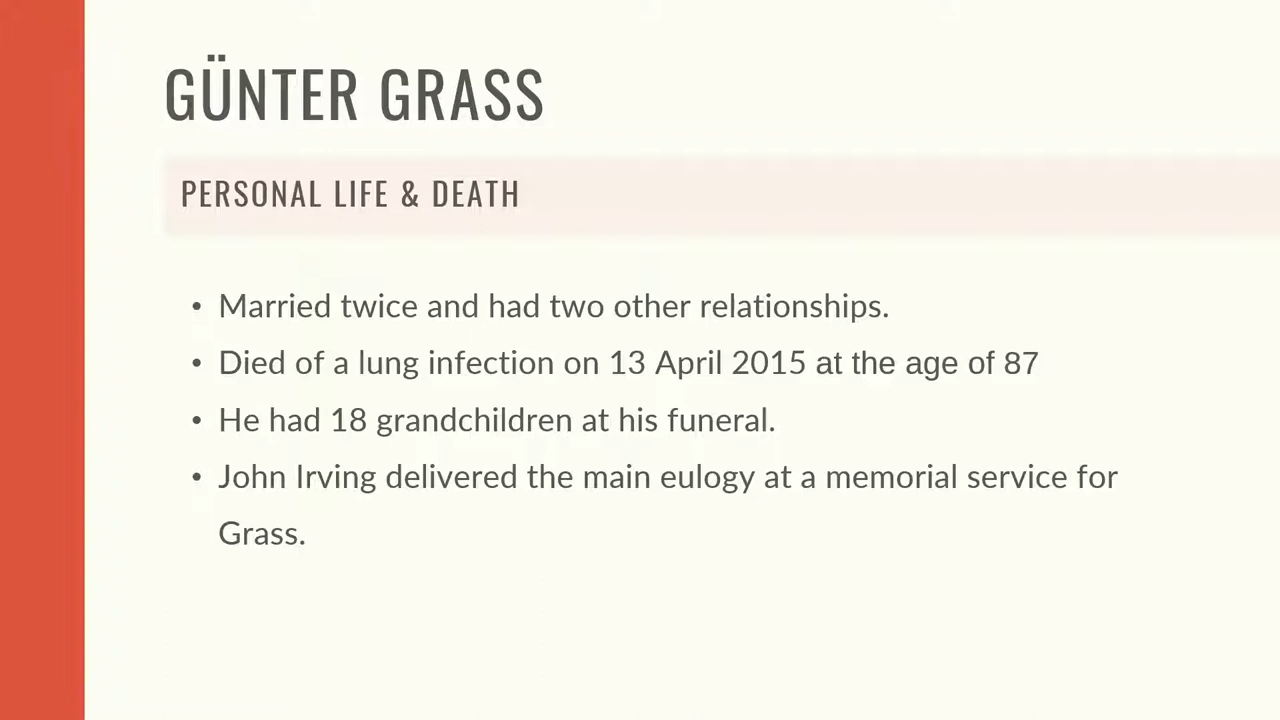 GÜNTER GRASS
PERSONAL LIFE & DEATH
• Married twice and had two other relationships.
• Died of a lung infection on 13 April 2015 at the age of 87
• He had 18 grandchildren at his funeral.
• John Irving delivered the main eulogy at a memorial service for
Grass.